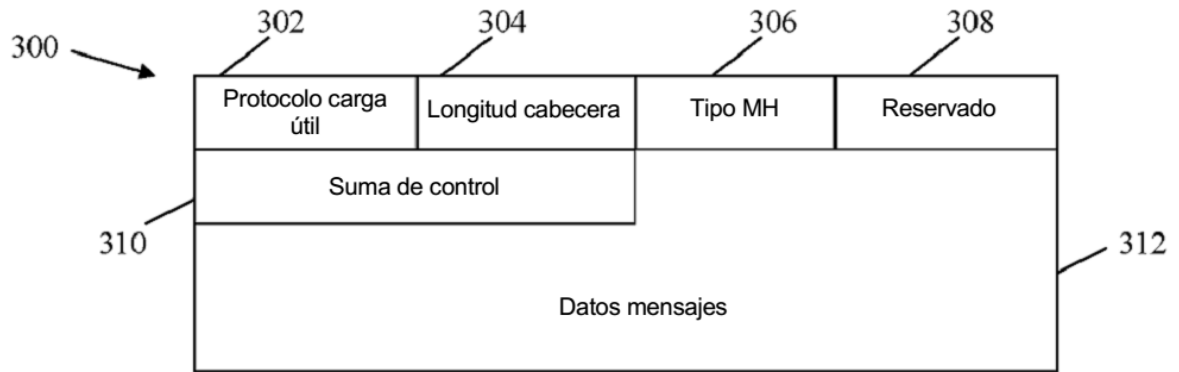 302 304 306 308
300
Protocolo carga útil
Longitud cabecera
Tipo MH
Reservado
Suma de control
310
312
Datos mensajes